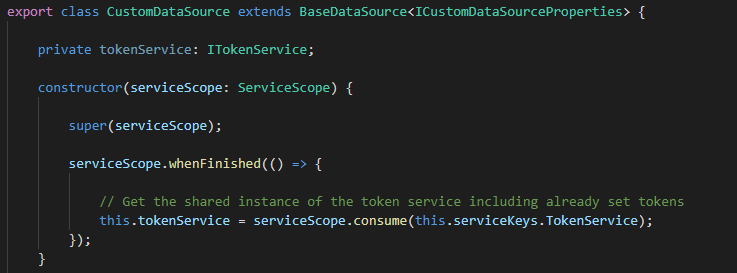 export class CustomDataSource extends BaseDataSource<ICustomDataSourceProperties> {
private tokenService: ITokenService;
constructor(serviceScope: ServiceScope) {
super(serviceScope);
serviceScope.whenFinished(() => {
// Get the shared instance of the token service including already set tokens
this.tokenService = serviceScope.consume(this.serviceKeys.TokenService);
});
}